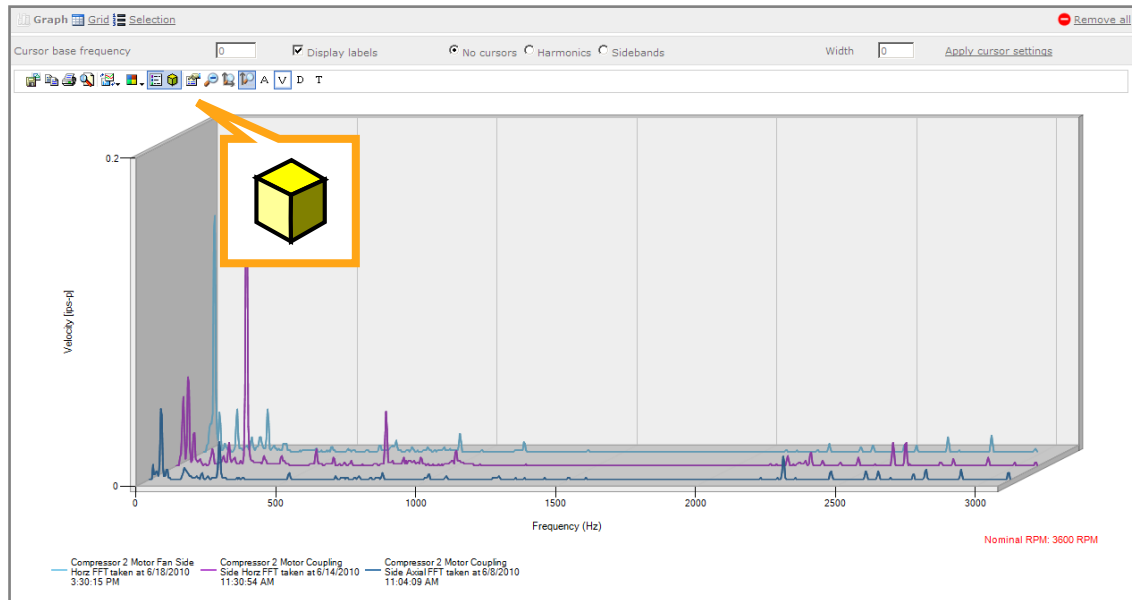 Graph Grid Selection Remove all
Cursor base frequency 0 Display labels No cursors Harmonics Sidebands Width 0 Apply cursor settings
A V D T
0.2
Velocity [ips-p]
0
0 500 1000 1500 2000 2500 3000
Frequency (Hz)
Nominal RPM: 3600 RPM
Compressor 2 Motor Fan Side
Horz FFT taken at 6/18/2010
3:30:15 PM
Compressor 2 Motor Coupling
Side Horz FFT taken at 6/14/2010
11:30:54 AM
Compressor 2 Motor Coupling
Side Axial FFT taken at 6/8/2010
11:04:09 AM